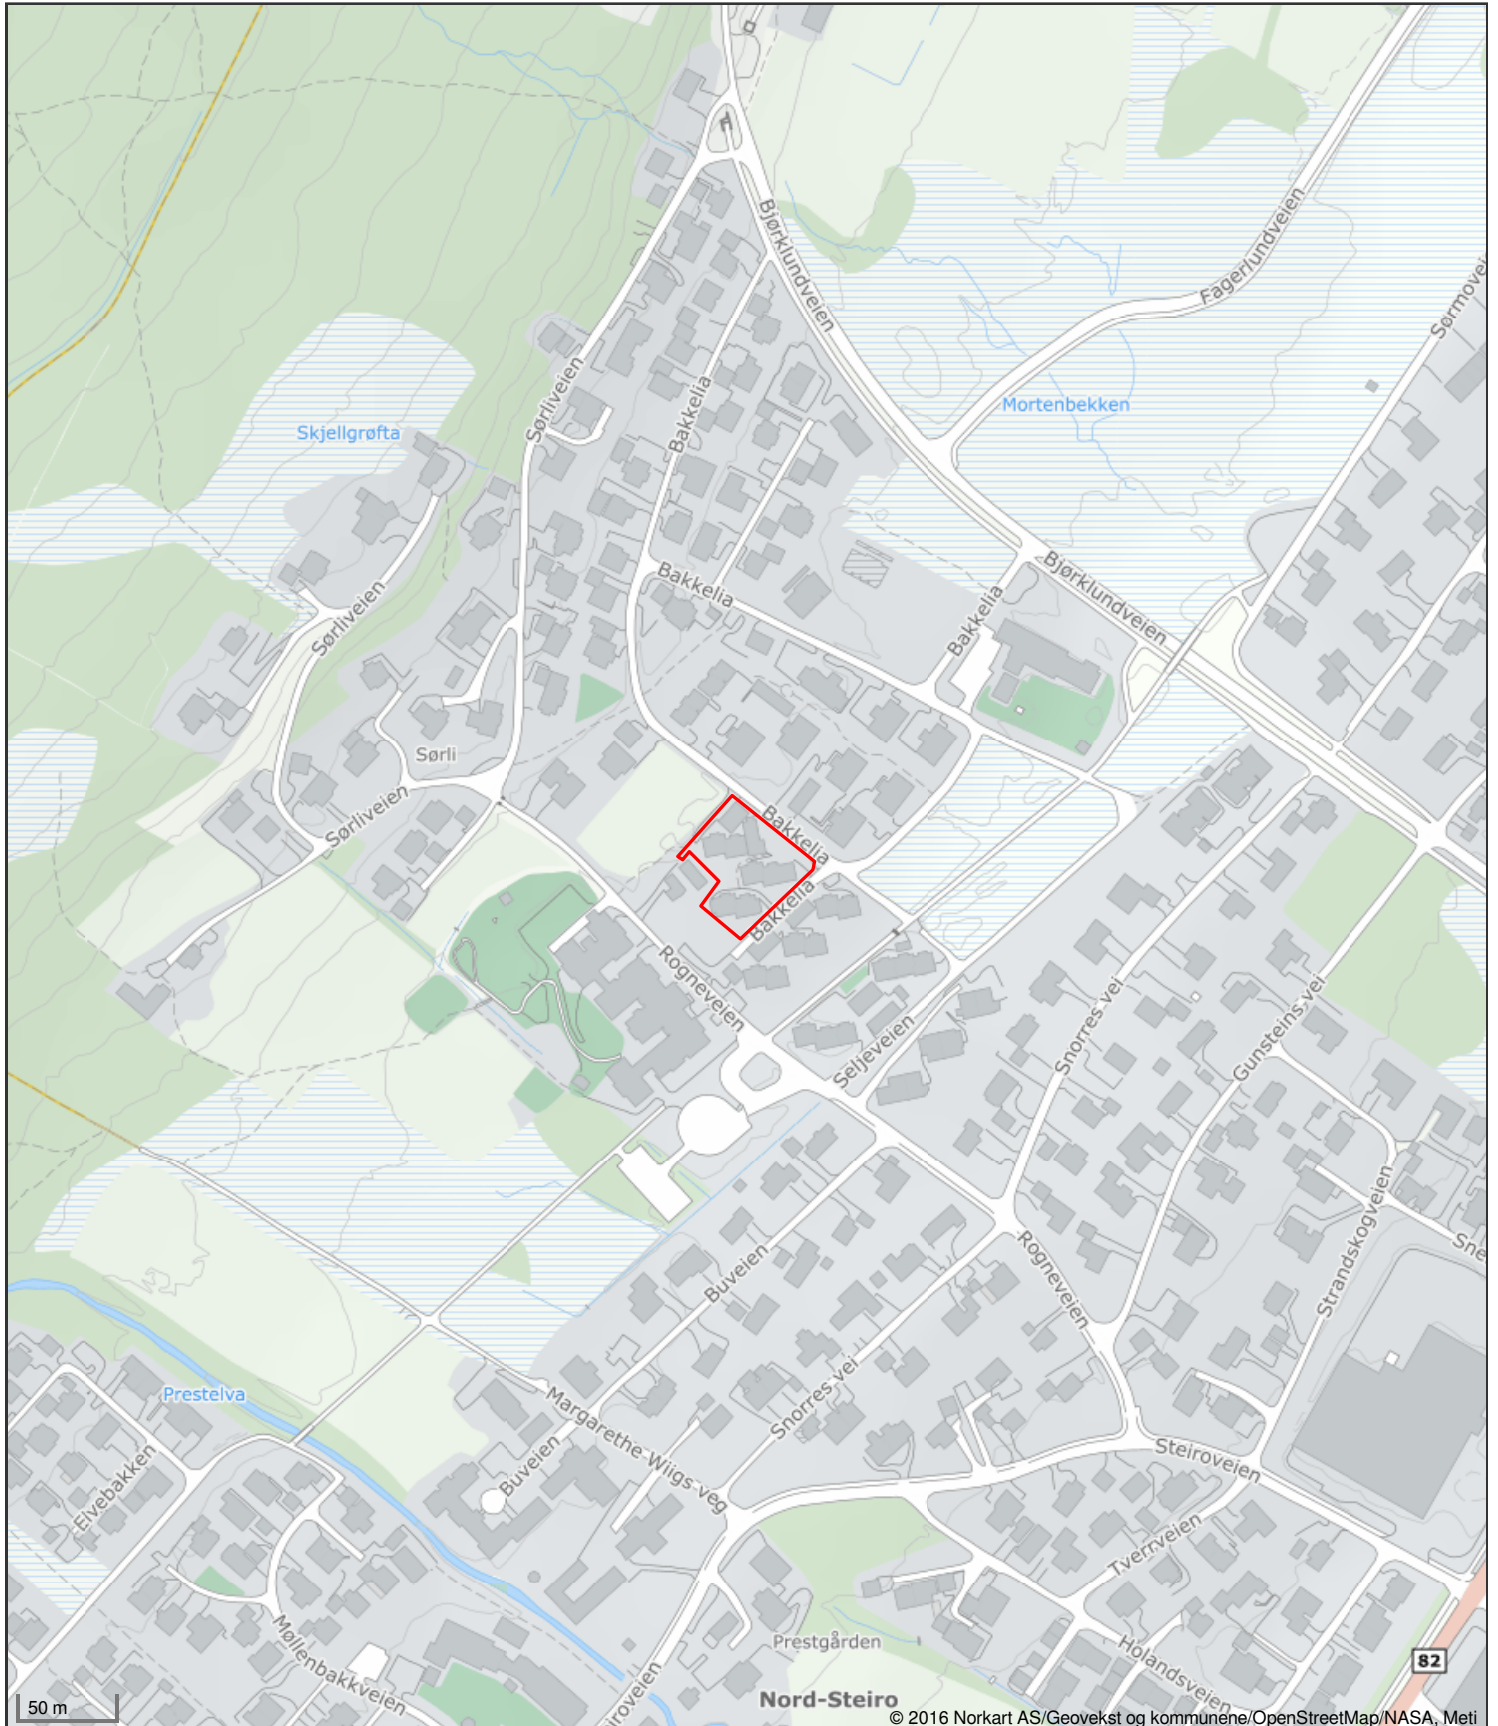 Bjørklundveien
Fagerlundveien
Sørliveien
Bakkelia
Mortenbekken
Skjellgrøfta
Bakkelia
Bjørklundveien
Bakkelia
Sørliveien
Sørli
Sørliveien
Bakkelia
Bakkelia
Rogneveien
Seljeveien
Snorres vei
Gunsteins vei
Strandskogveien
Rogneveien
Buveien
Snorres vei
Prestelva
Margarethe Wiigs veg
Buveien
Elvebakken
Steiroveien
Tverrveien
Møllenbakkveien
Prestgården
Holandsveien
82
Nord-Steiro
50 m
© 2016 Norkart AS/Geovekst og kommunene/OpenStreetMap/NASA, Meti